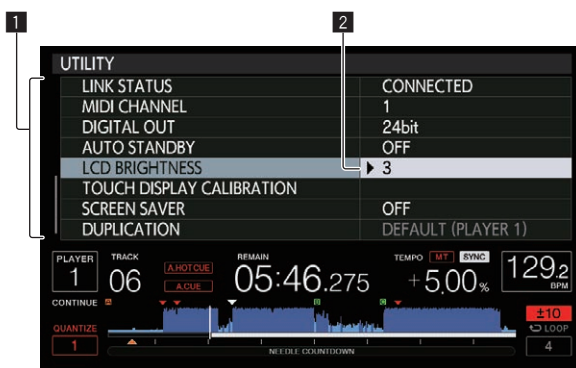 1 2
UTILITY
LINK STATUS CONNECTED
MIDI CHANNEL 1
DIGITAL OUT 24bit
AUTO STANDBY OFF
LCD BRIGHTNESS 3
TOUCH DISPLAY CALIBRATION
SCREEN SAVER OFF
DUPLICATION DEFAULT (PLAYER 1)
PLAYER TRACK REMAIN TEMPO MT SYNC
1 06 A.HOT CUE 05:46.275 +5.00% 129.2
A.CUE BPM
CONTINUE A D E
±10
QUANTIZE LOOP
1 NEEDLE COUNTDOWN 4